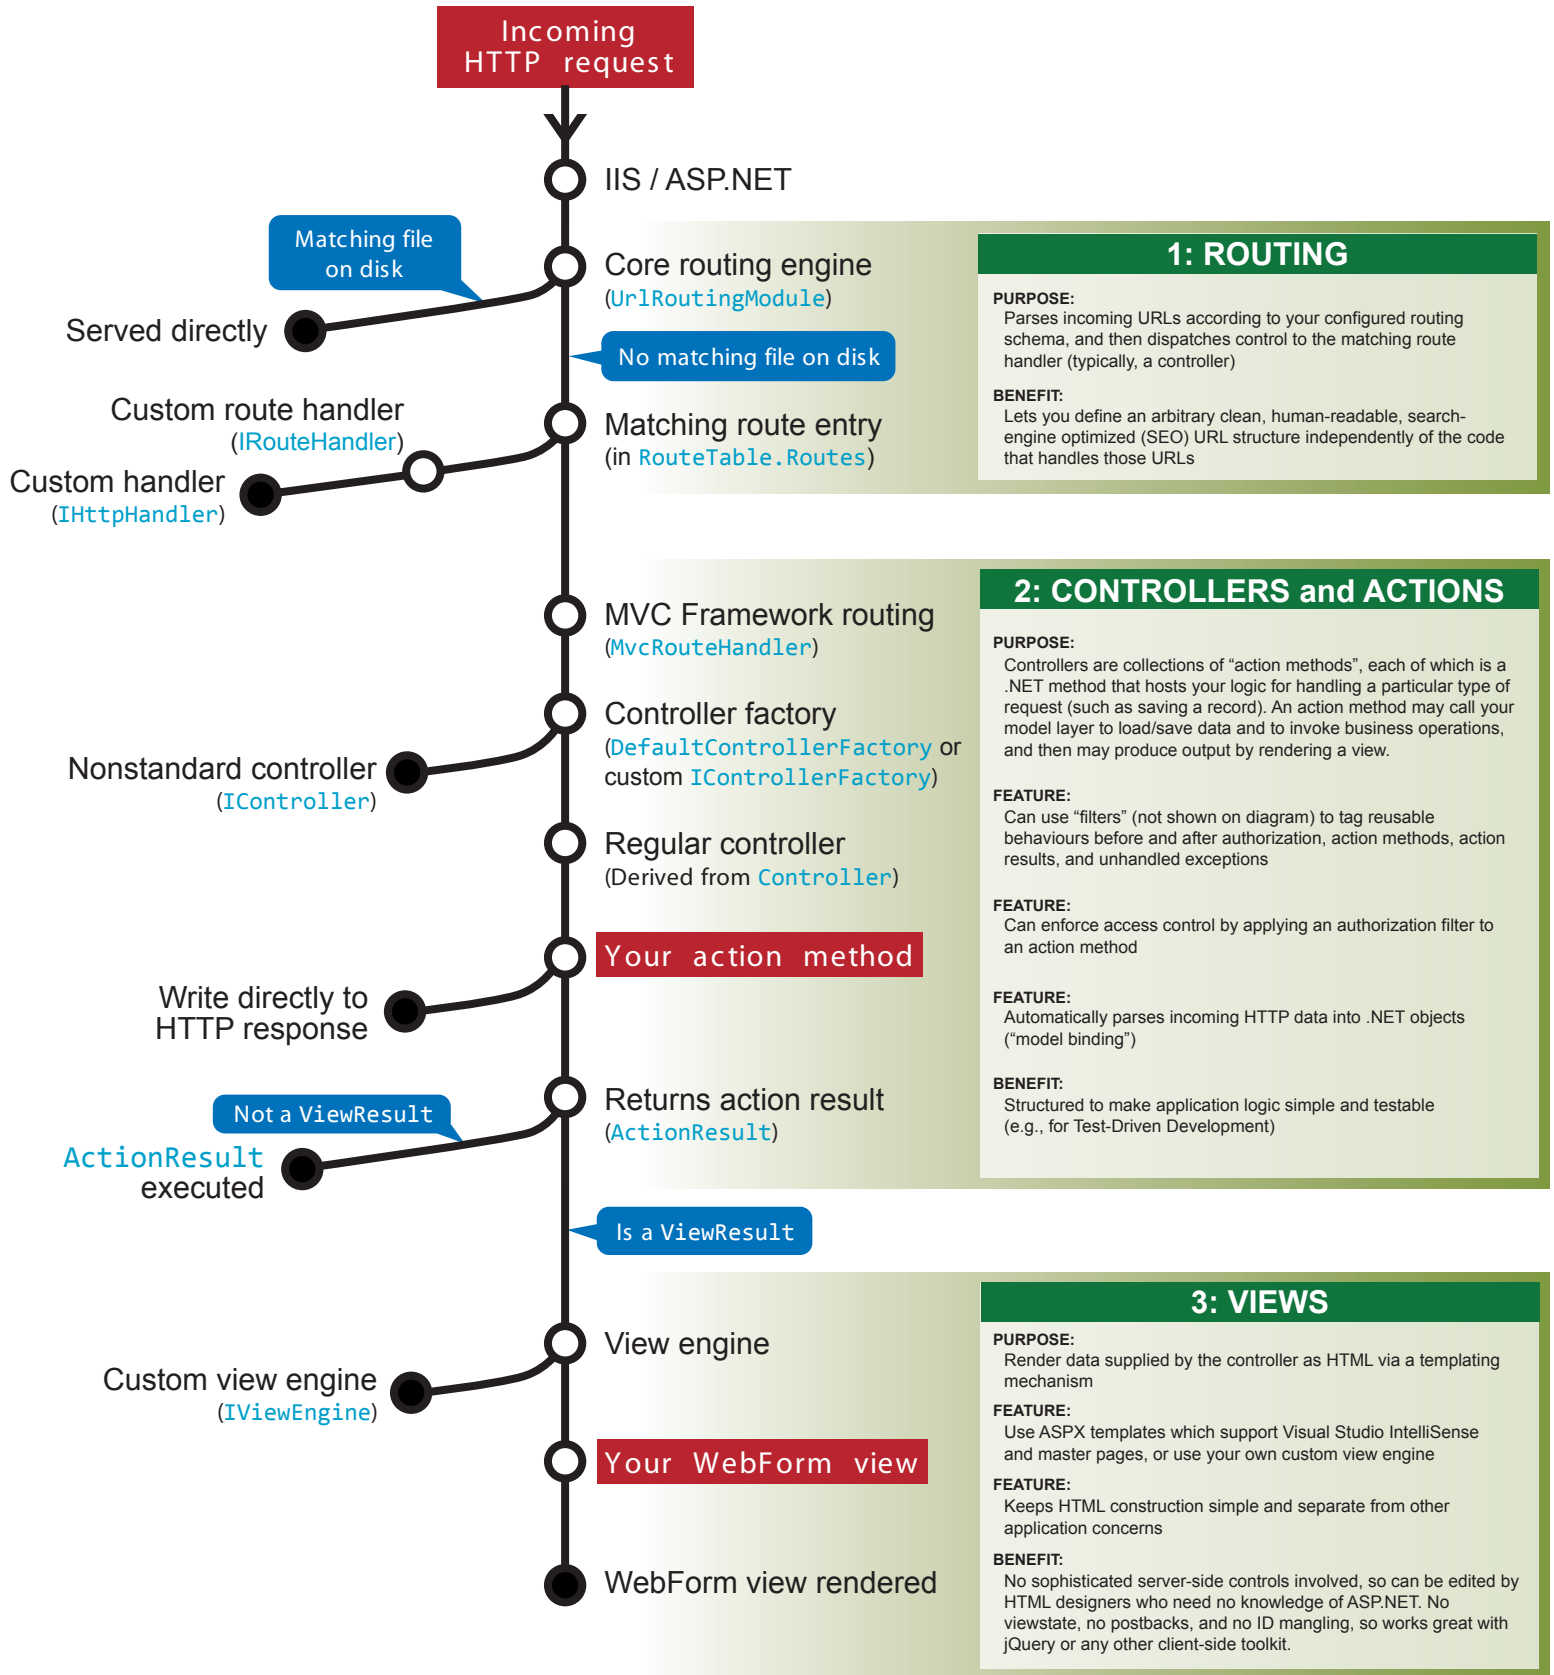 Incoming
HTTP request
IIS / ASP.NET
Matching file
on disk
Core routing engine
(UrlRoutingModule)
Served directly
No matching file on disk
Custom route handler
(IRouteHandler)
Matching route entry
(in RouteTable.Routes)
Custom handler
(IHttpHandler)
1: ROUTING
PURPOSE:
Parses incoming URLs according to your configured routing
schema, and then dispatches control to the matching route
handler (typically, a controller)
BENEFIT:
Lets you define an arbitrary clean, human-readable, search-
engine optimized (SEO) URL structure independently of the code
that handles those URLs
MVC Framework routing
(MvcRouteHandler)
Controller factory
(DefaultControllerFactory or
custom IControllerFactory)
Nonstandard controller
(IController)
Regular controller
(Derived from Controller)
Your action method
Write directly to
HTTP response
Returns action result
(ActionResult)
Not a ViewResult
ActionResult
executed
Is a ViewResult
2: CONTROLLERS and ACTIONS
PURPOSE:
Controllers are collections of “action methods”, each of which is a
.NET method that hosts your logic for handling a particular type of
request (such as saving a record). An action method may call your
model layer to load/save data and to invoke business operations,
and then may produce output by rendering a view.
FEATURE:
Can use “filters” (not shown on diagram) to tag reusable
behaviours before and after authorization, action methods, action
results, and unhandled exceptions
FEATURE:
Can enforce access control by applying an authorization filter to
an action method
FEATURE:
Automatically parses incoming HTTP data into .NET objects
(“model binding”)
BENEFIT:
Structured to make application logic simple and testable
(e.g., for Test-Driven Development)
View engine
Custom view engine
(IViewEngine)
Your WebForm view
WebForm view rendered
3: VIEWS
PURPOSE:
Render data supplied by the controller as HTML via a templating
mechanism
FEATURE:
Use ASPX templates which support Visual Studio IntelliSense
and master pages, or use your own custom view engine
FEATURE:
Keeps HTML construction simple and separate from other
application concerns
BENEFIT:
No sophisticated server-side controls involved, so can be edited by
HTML designers who need no knowledge of ASP.NET. No
viewstate, no postbacks, and no ID mangling, so works great with
jQuery or any other client-side toolkit.